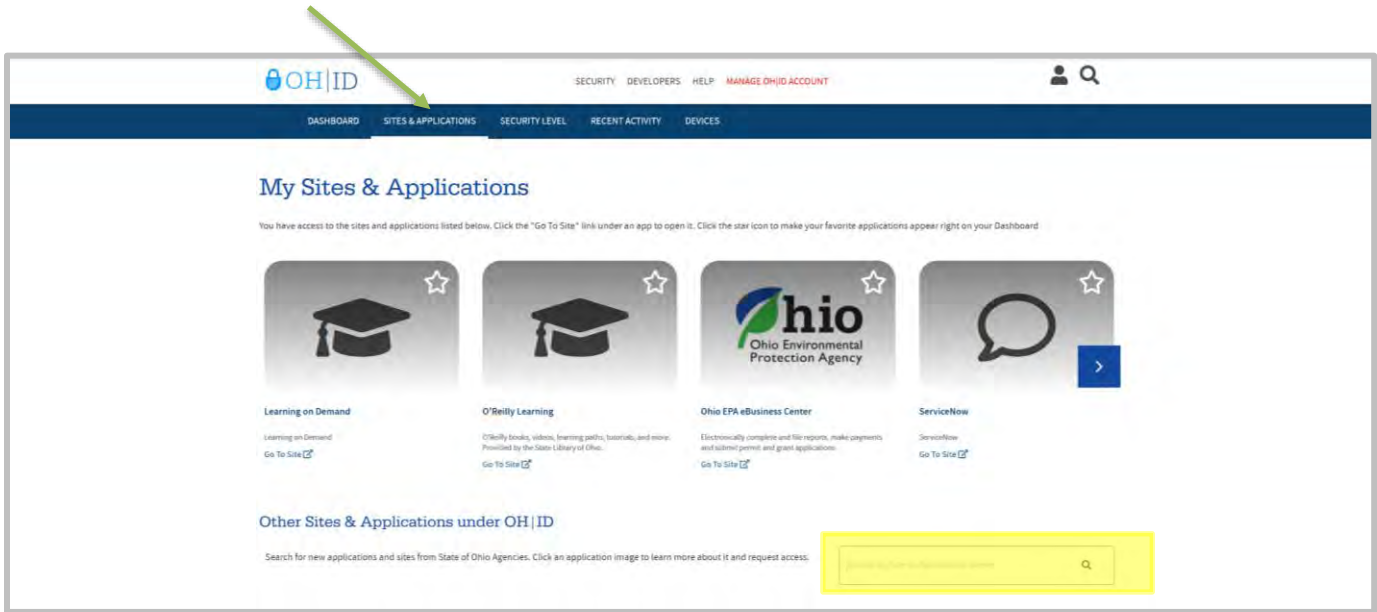 OH|ID
SECURITY DEVELOPERS HELP MANAGE OH|ID ACCOUNT
DASHBOARD SITES & APPLICATIONS SECURITY LEVEL RECENT ACTIVITY DEVICES
My Sites & Applications
You have access to the sites and applications listed below. Click the "Go To Site" link under an app to open it. Click the star icon to make your favorite applications appear right on your Dashboard
hio
Ohio Environmental
Protection Agency
Learning on Demand
Learning on Demand
Go To Site
O'Reilly Learning
O'Reilly books, videos, learning paths, tutorials, and more.
Provided by the State Library of Ohio.
Go To Site
Ohio EPA eBusiness Center
Electronically complete and file reports, make payments
and submit permit and grant applications.
Go To Site
ServiceNow
ServiceNow
Go To Site
Other Sites & Applications under OH|ID
Search for new applications and sites from State of Ohio Agencies. Click an application image to learn more about it and request access.